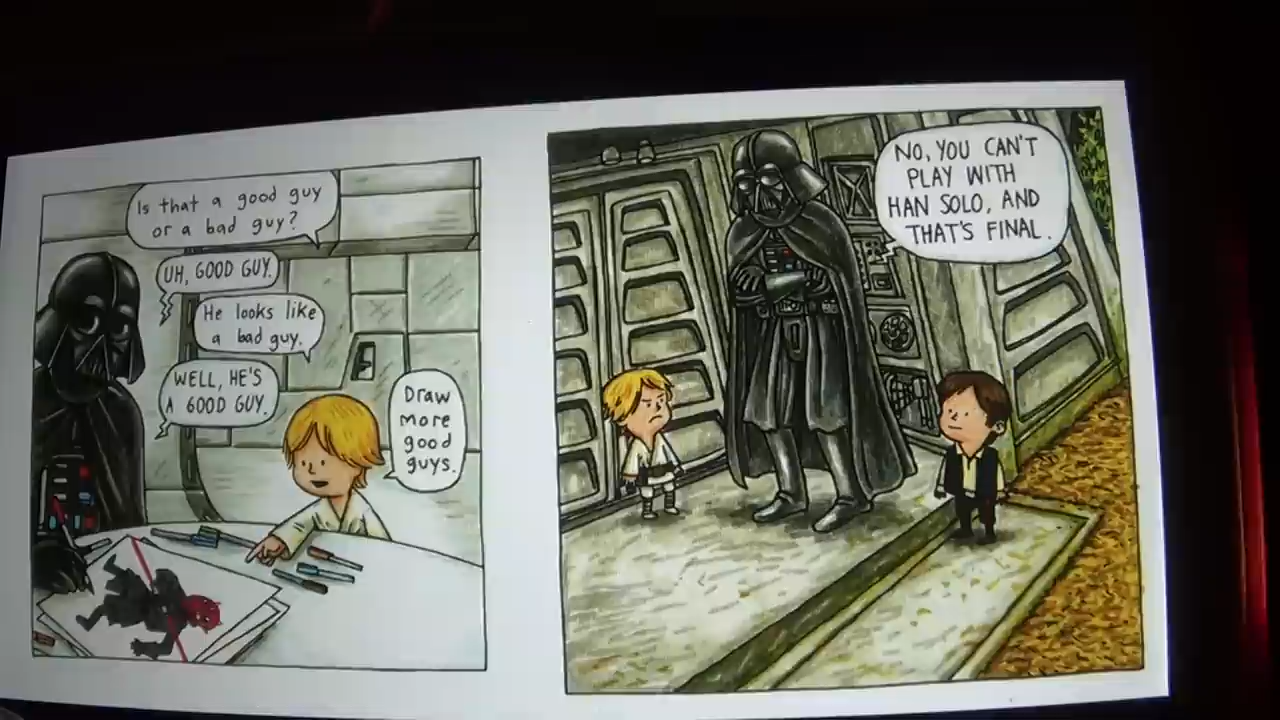 Is that a good guy
or a bad guy?
UH, GOOD GUY.
He looks like
a bad guy.
WELL, HE'S
A GOOD GUY.
Draw
more
good
guys.
NO, YOU CAN'T
PLAY WITH
HAN SOLO, AND
THAT'S FINAL.